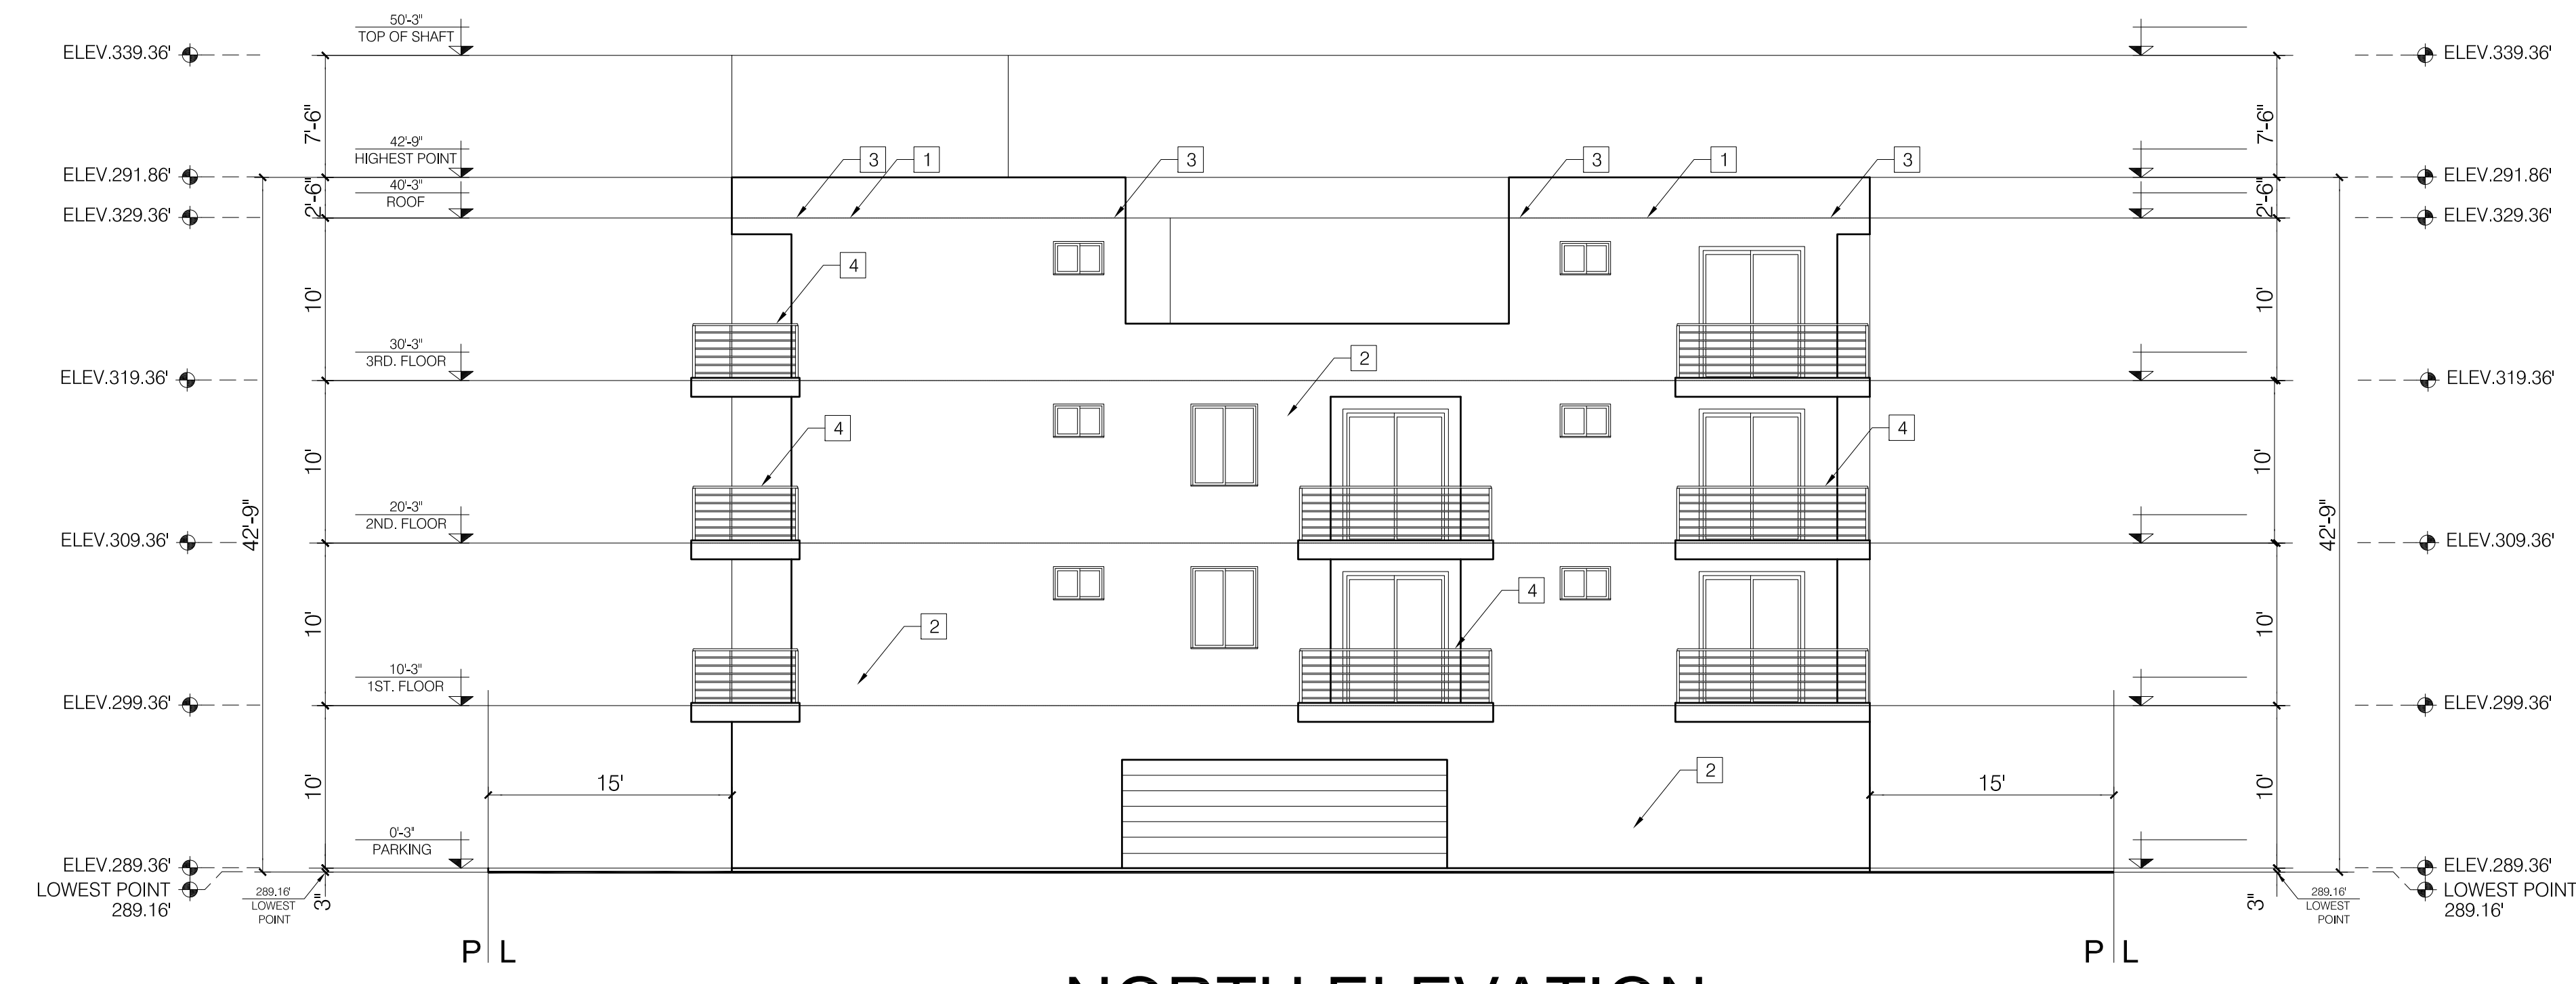 50'-3"
TOP OF SHAFT
ELEV.339.36'
ELEV.339.36'
7'-6"
7'-6"
42'-9"
HIGHEST POINT
3
1
3
3
1
3
ELEV.291.86'
ELEV.291.86'
2'-6"
2'-6"
40'-3"
ROOF
ELEV.329.36'
ELEV.329.36'
4
10'
10'
30'-3"
3RD. FLOOR
2
ELEV.319.36'
ELEV.319.36'
4
4
10'
10'
42'-9"
42'-9"
20'-3"
2ND. FLOOR
ELEV.309.36'
ELEV.309.36'
4
10'
10'
2
10'-3"
1ST. FLOOR
ELEV.299.36'
ELEV.299.36'
2
10'
15'
15'
10'
0'-3"
PARKING
ELEV.289.36'
ELEV.289.36'
LOWEST POINT
289.16'
289.16'
LOWEST
POINT
3"
3"
289.16'
LOWEST
POINT
LOWEST POINT
289.16'
P L
P L
NORTH ELEVATION